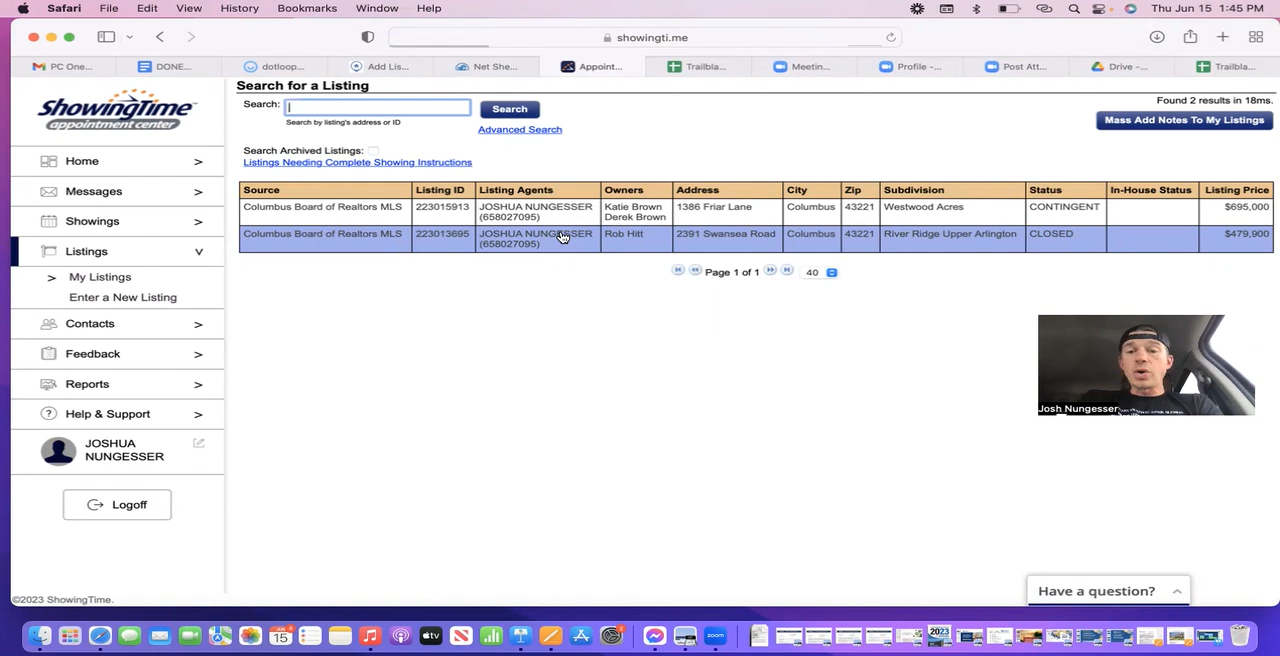 Safari File Edit View History Bookmarks Window Help Thu Jun 15 1:45 PM
showingti.me
PC One... DONE... dotloop... Add Lis... Net She... Appoint... Trailbla... Meetin... Profile -... Post Att... Drive -... Trailbla...
ShowingTime
appointment center
Home >
Messages >
Showings >
Listings v
> My Listings
Enter a New Listing
Contacts >
Feedback >
Reports >
Help & Support >
JOSHUA
NUNGESSER
Logoff
©2023 ShowingTime.
Search for a Listing
Search: Search
Search by listing's address or ID
Advanced Search
Found 2 results in 18ms.
Mass Add Notes To My Listings
Search Archived Listings:
Listings Needing Complete Showing Instructions
Source Listing ID Listing Agents Owners Address City Zip Subdivision Status In-House Status Listing Price
Columbus Board of Realtors MLS 223015913 JOSHUA NUNGESSER Katie Brown 1386 Friar Lane Columbus 43221 Westwood Acres CONTINGENT $695,000
(658027095) Derek Brown
Columbus Board of Realtors MLS 223013695 JOSHUA NUNGESSER Rob Hitt 2391 Swansea Road Columbus 43221 River Ridge Upper Arlington CLOSED $479,900
(658027095)
Page 1 of 1 40
Josh Nungesser
Have a question?
JUN
15
2023
zoom